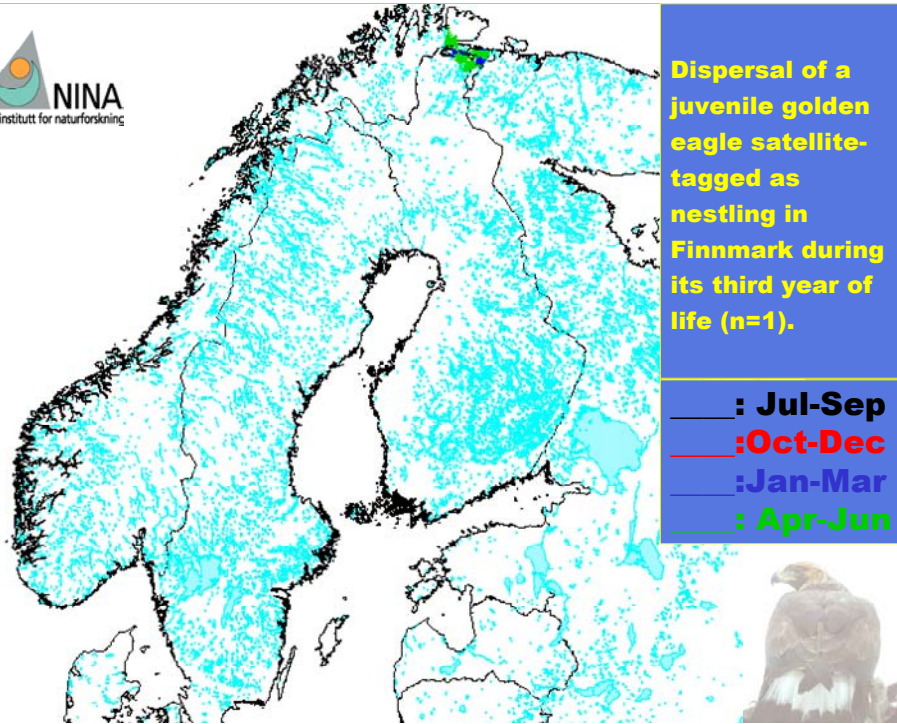 NINA
institutt for naturforskning
Dispersal of a
juvenile golden
eagle satellite-
tagged as
nestling in
Finnmark during
its third year of
life (n=1).
____: Jul-Sep
____:Oct-Dec
____:Jan-Mar
____: Apr-Jun